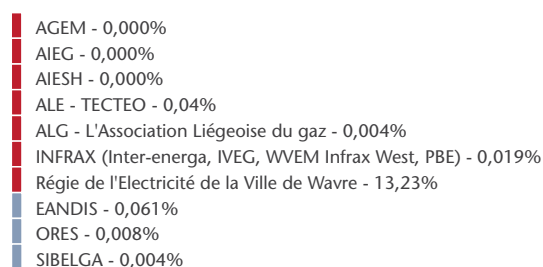 AGEM - 0,000%
AIEG - 0,000%
AIESH - 0,000%
ALE - TECTEO - 0,04%
ALG - L'Association Liégeoise du gaz - 0,004%
INFRAX (Inter-energa, IVEG, WVEM Infrax West, PBE) - 0,019%
Régie de l'Electricité de la Ville de Wavre - 13,23%
EANDIS - 0,061%
ORES - 0,008%
SIBELGA - 0,004%